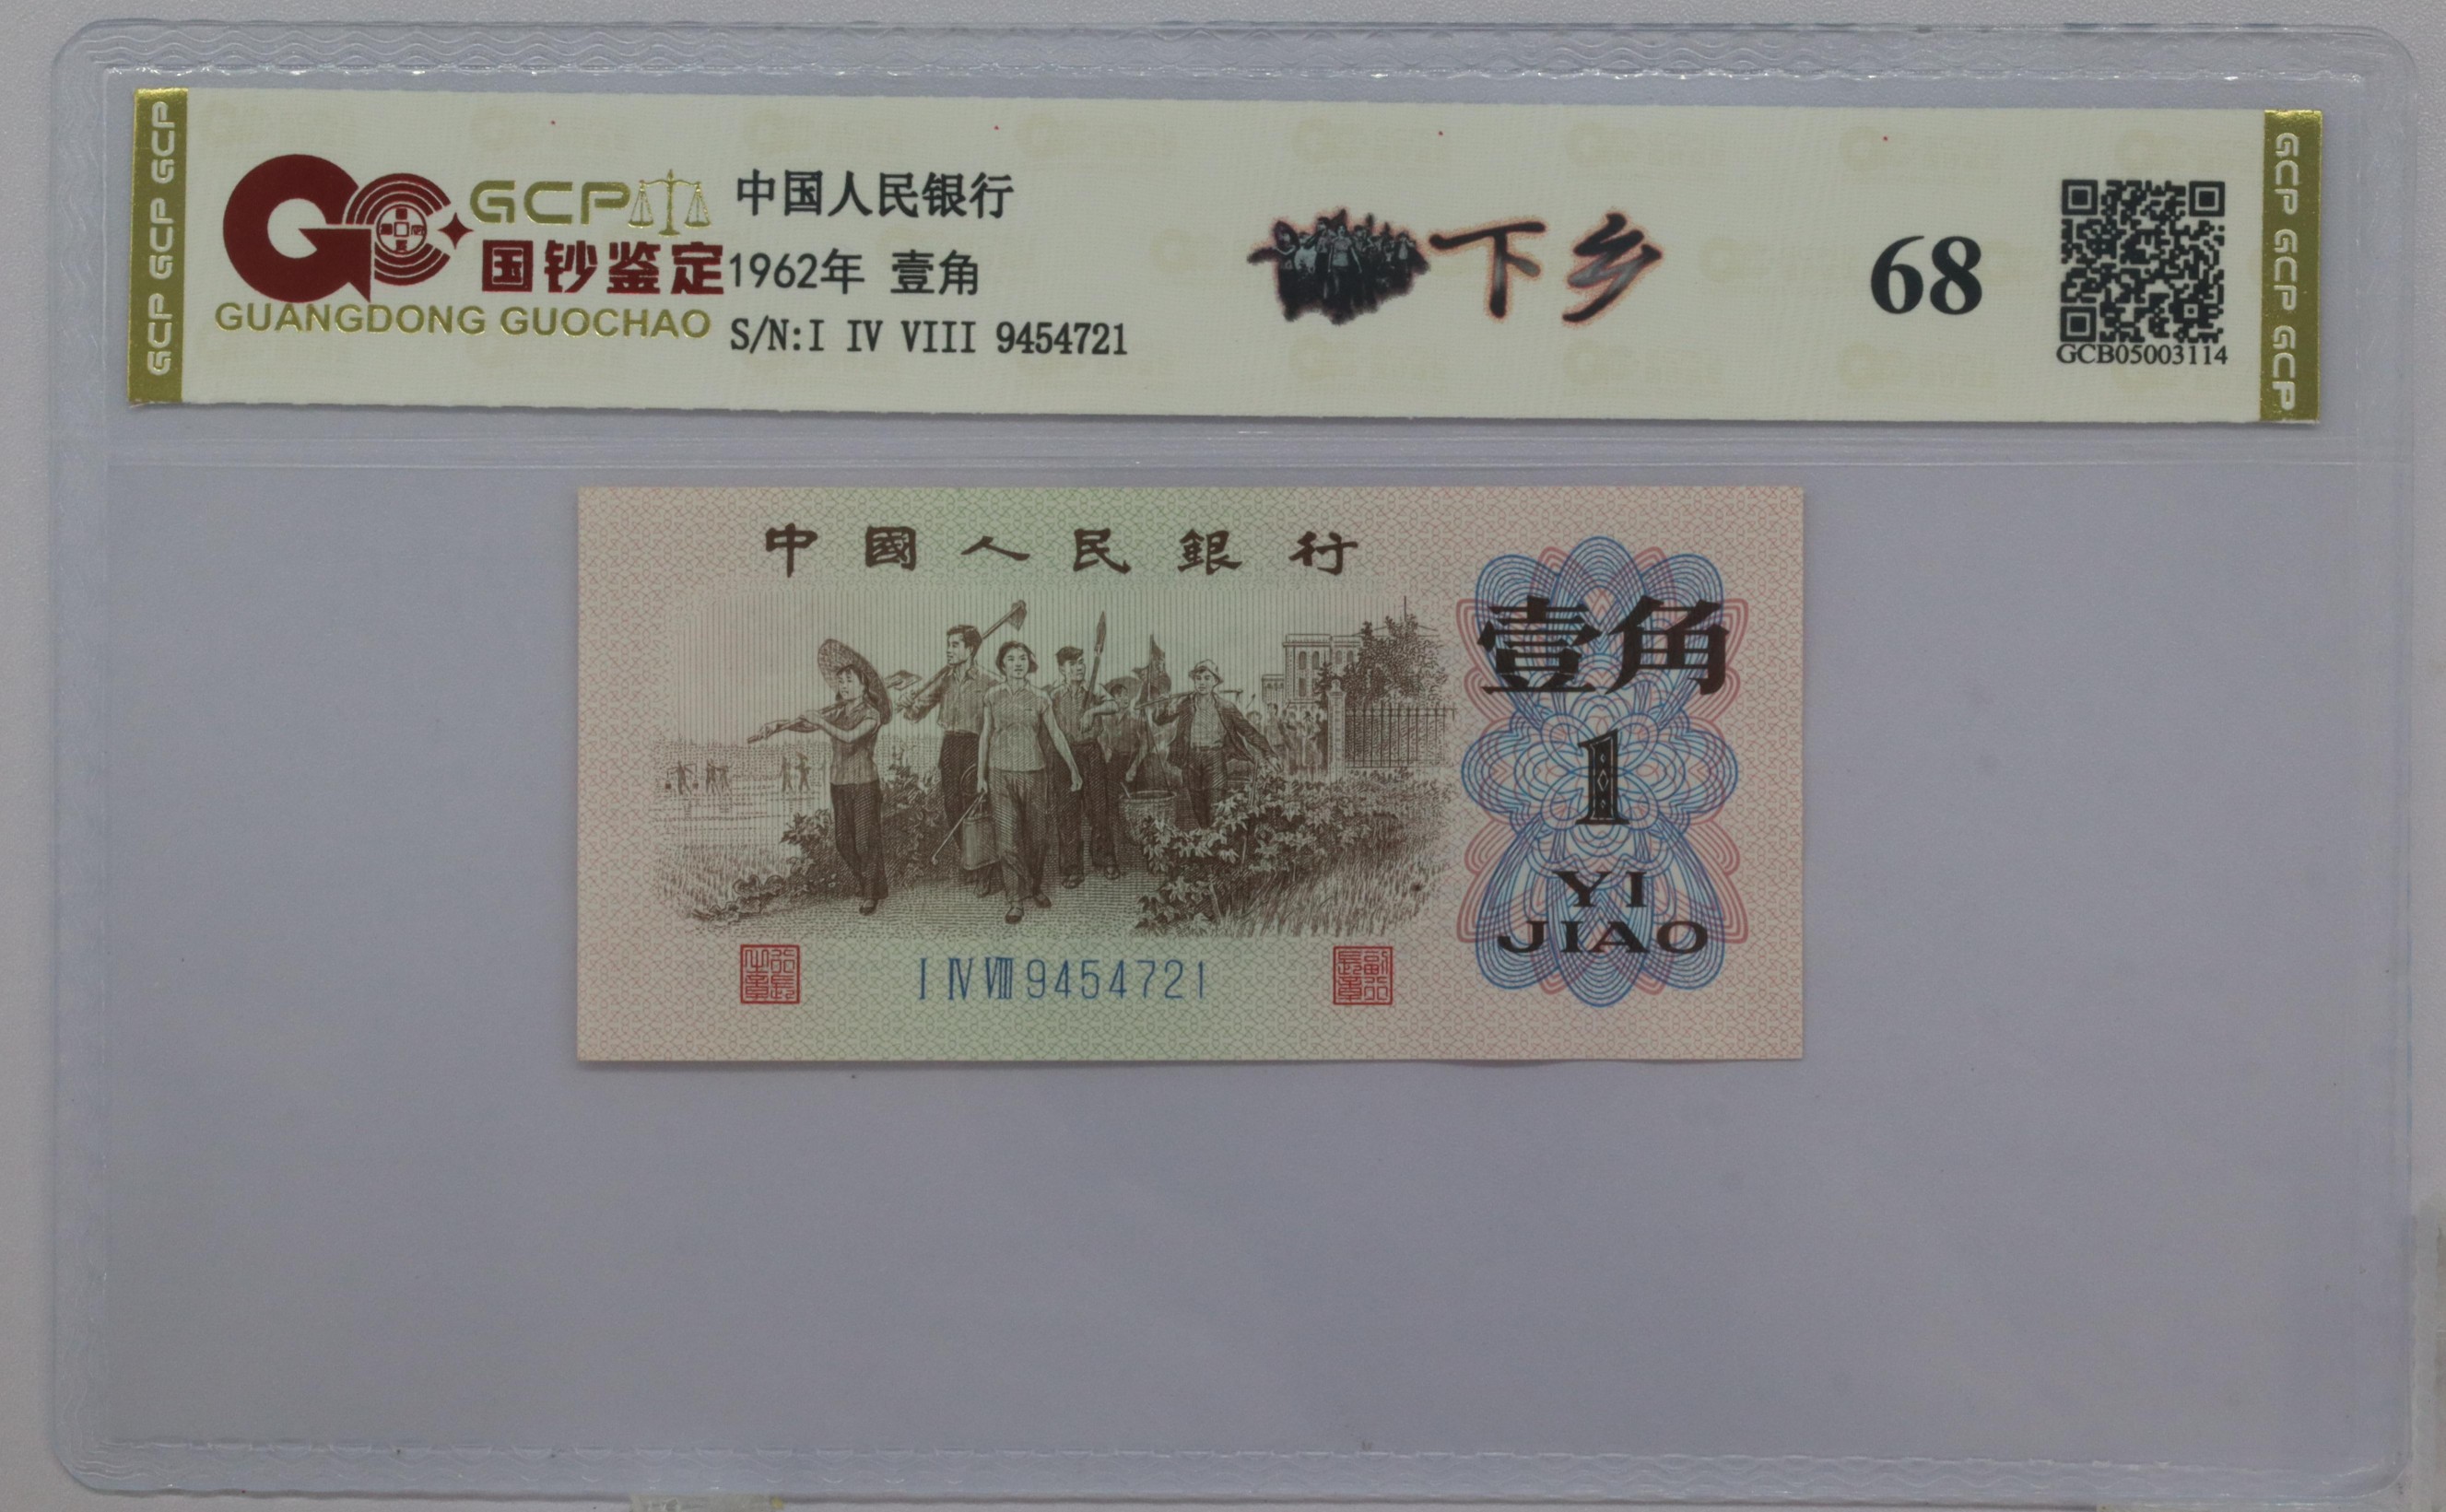 GCP GCP GCP
GCP
国钞鉴定
GUANGDONG GUOCHAO
中国人民银行
1962年 壹角
S/N:I IV VIII 9454721
下乡
68
GCB05003114
GCP GCP GCP
中國人民銀行
壹角
1
YI
JIAO
I IV VIII 9454721